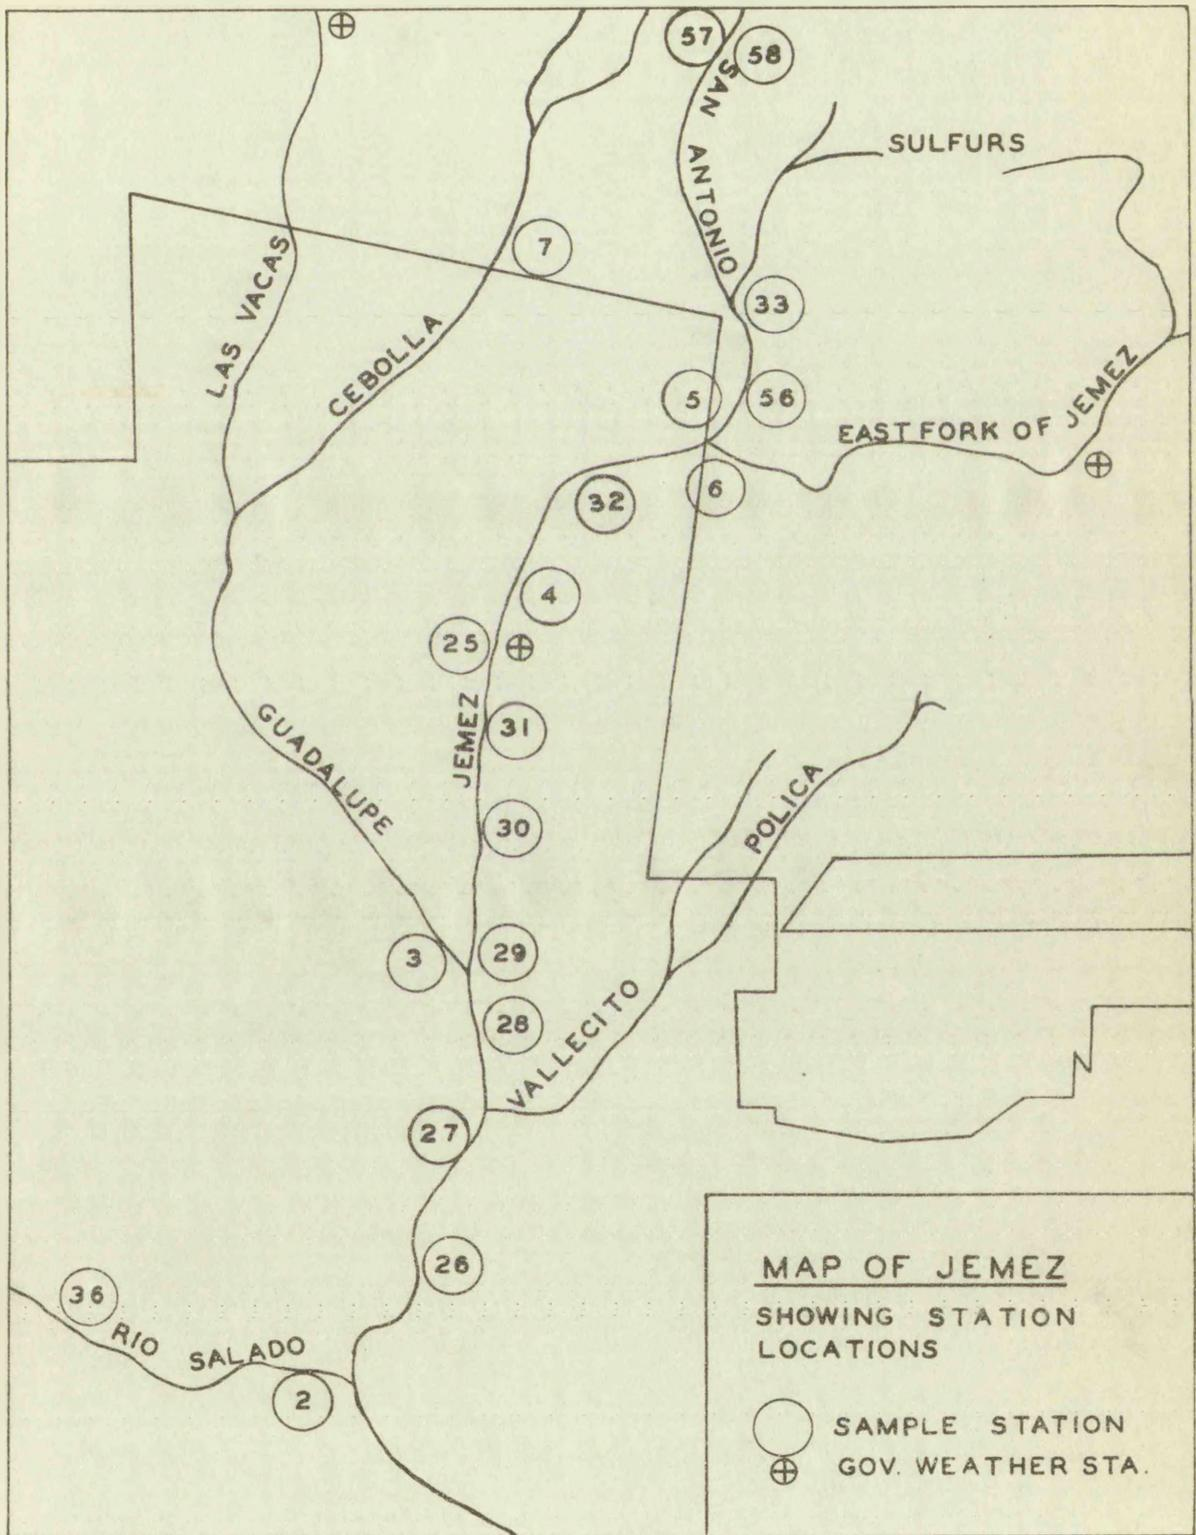 57
58
SAN ANTONIO
SULFURS
7
LAS VACAS
33
CEBOLLA
5
56
EAST FORK OF JEMEZ
6
32
4
25
JEMEZ
31
GUADALUPE
30
POLICA
3
29
28
VALLECITO
27
26
36
RIO SALADO
2
MAP OF JEMEZ
SHOWING STATION
LOCATIONS
SAMPLE STATION
GOV. WEATHER STA.